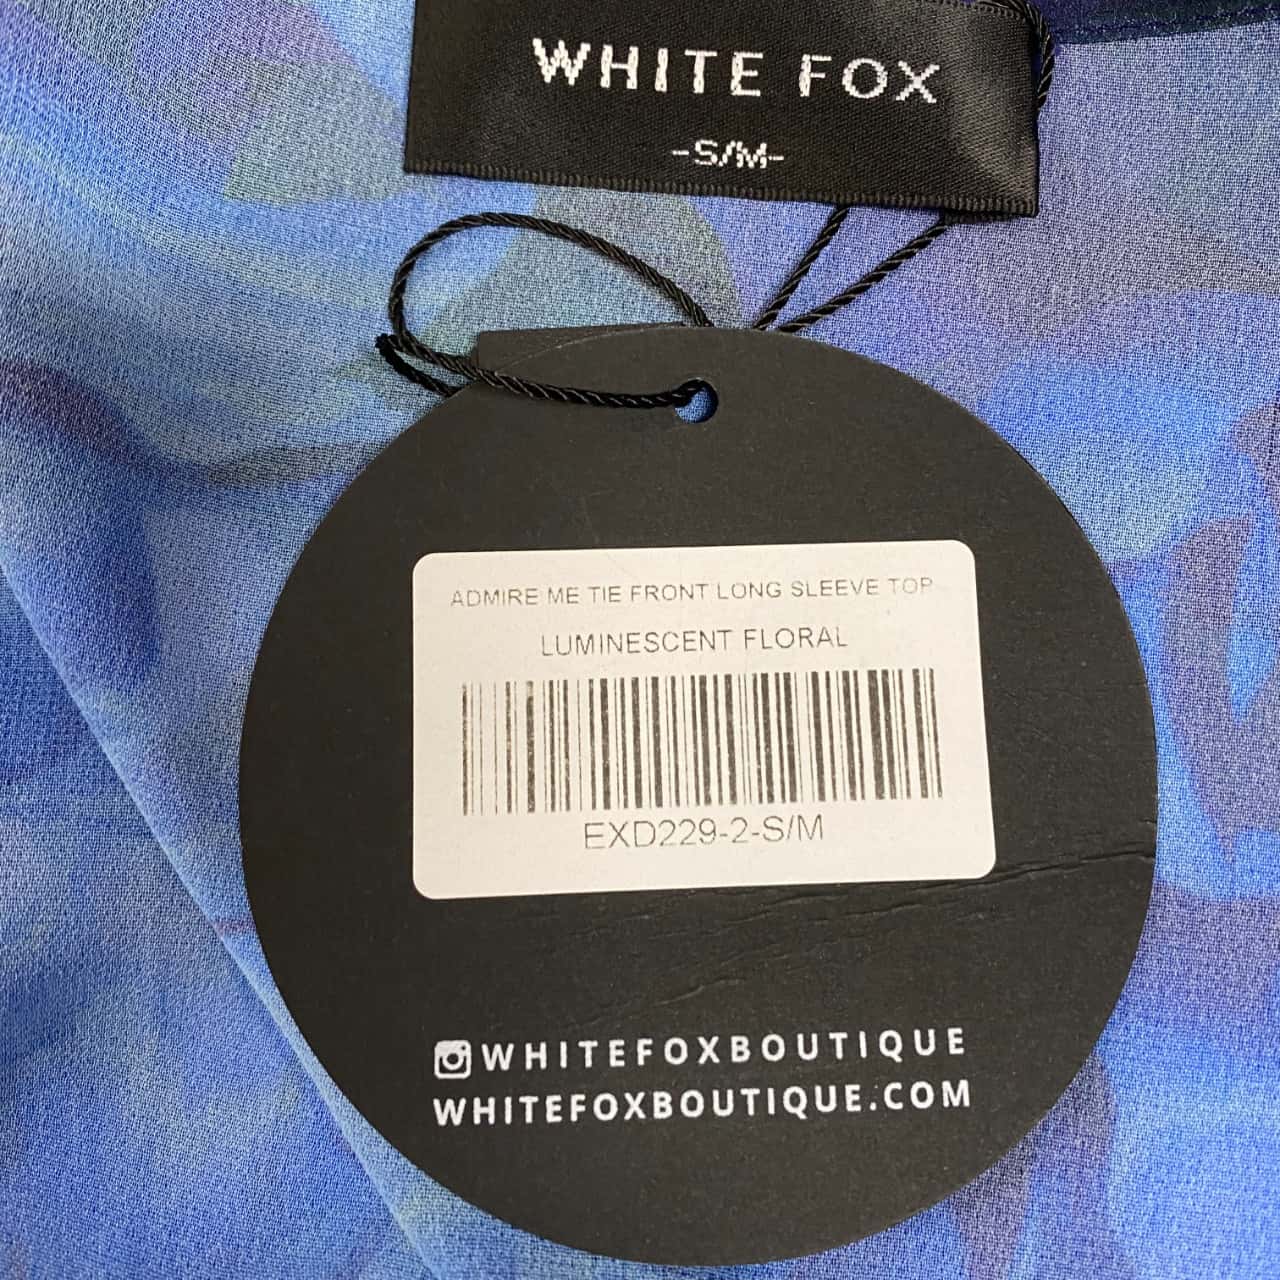 WHITE FOX
-S/M-
ADMIRE ME TIE FRONT LONG SLEEVE TOP
LUMINESCENT FLORAL
EXD229-2-S/M
WHITEFOXBOUTIQUE
WHITEFOXBOUTIQUE.COM